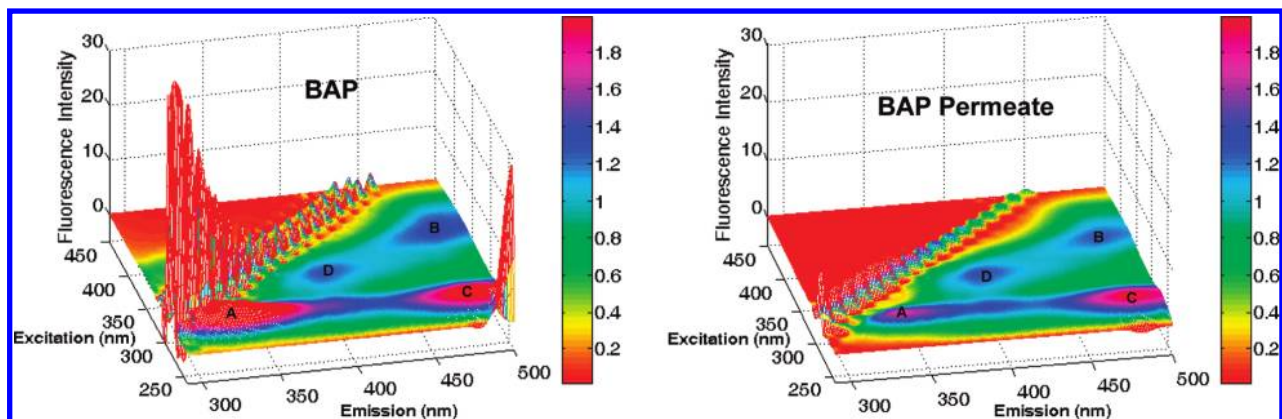 BAP
Fluorescence Intensity
30
20
10
0
450
400
350
300
250
Excitation (nm)
300
350
400
450
500
Emission (nm)
A
B
C
D
1.8
1.6
1.4
1.2
1
0.8
0.6
0.4
0.2
BAP Permeate
Fluorescence Intensity
30
20
10
0
450
400
350
300
250
Excitation (nm)
300
350
400
450
500
Emission (nm)
A
B
C
D
1.8
1.6
1.4
1.2
1
0.8
0.6
0.4
0.2